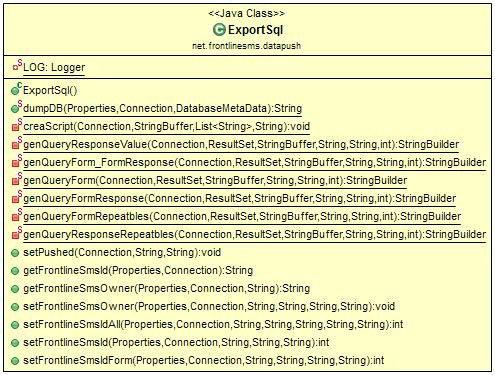 <<Java Class>>
C ExportSql
net.frontlinesms.datapush
S LOG: Logger
C ExportSql()
S dumpDB(Properties,Connection,DatabaseMetaData):String
S creaScript(Connection,StringBuffer,List<String>,String):void
S genQueryResponseValue(Connection,ResultSet,StringBuffer,String,String,int):StringBuilder
S genQueryForm_FormResponse(Connection,ResultSet,StringBuffer,String,String,int):StringBuilder
S genQueryForm(Connection,ResultSet,StringBuffer,String,String,int):StringBuilder
S genQueryFormResponse(Connection,ResultSet,StringBuffer,String,String,int):StringBuilder
S genQueryFormRepeatbles(Connection,ResultSet,StringBuffer,String,String,int):StringBuilder
S genQueryResponseRepeatbles(Connection,ResultSet,StringBuffer,String,String,int):StringBuilder
setPushed(Connection,String,String):void
getFrontlineSmsId(Properties,Connection):String
getFrontlineSmsOwner(Properties,Connection):String
setFrontlineSmsOwner(Properties,Connection,String,String,String):void
setFrontlineSmsIdAll(Properties,Connection,String,String,String,String):int
setFrontlineSmsId(Properties,Connection,String,String,String):int
setFrontlineSmsIdForm(Properties,Connection,String,String,String,String):int